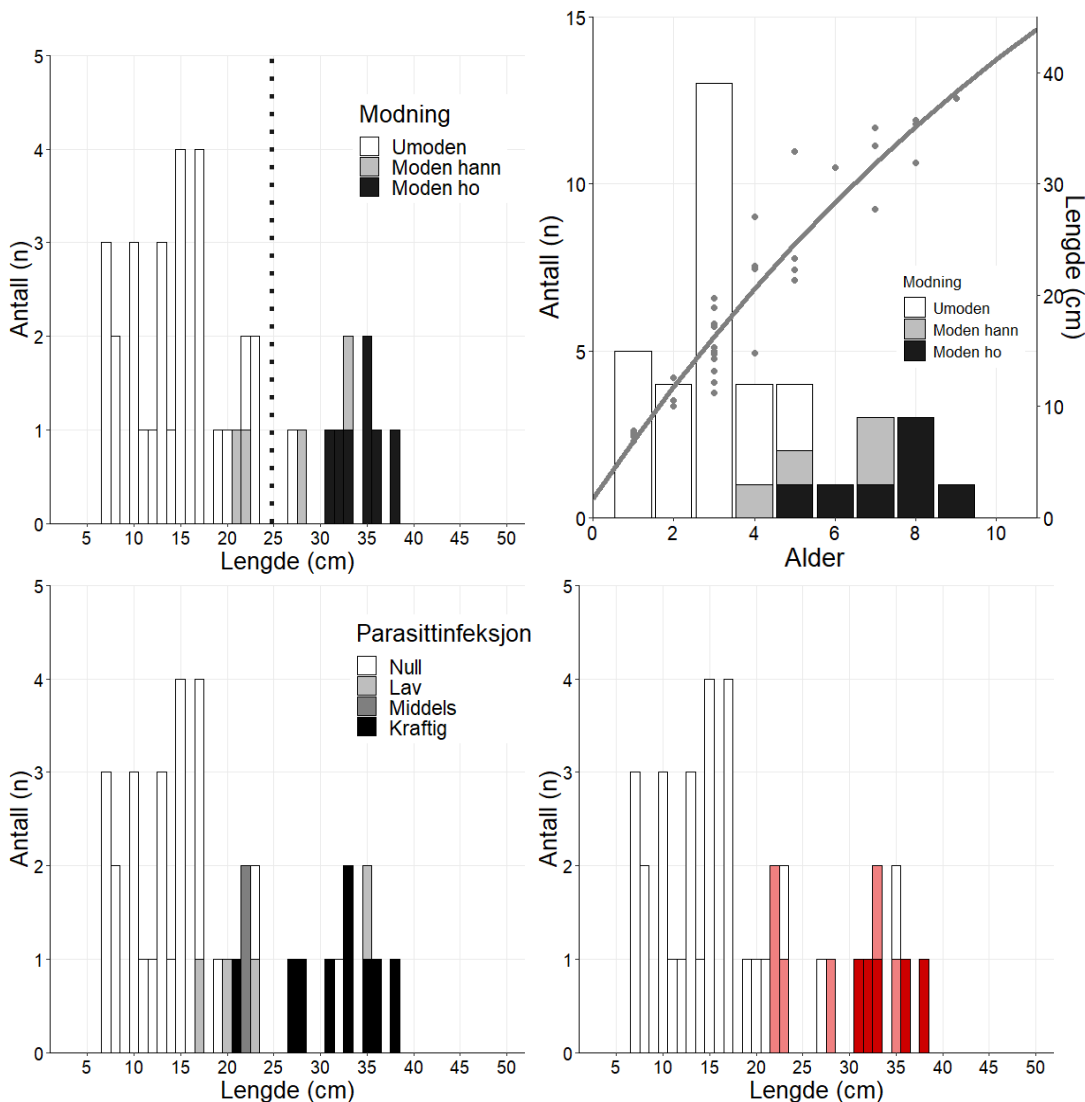 5
4
3
2
1
0
Antall (n)
Modning
Umoden
Moden hann
Moden ho
5 10 15 20 25 30 35 40 45 50
Lengde (cm)
15
10
5
0
Antall (n)
40
30
20
10
0
Lengde (cm)
Modning
Umoden
Moden hann
Moden ho
0 2 4 6 8 10
Alder
5
4
3
2
1
0
Antall (n)
Parasittinfeksjon
Null
Lav
Middels
Kraftig
5 10 15 20 25 30 35 40 45 50
Lengde (cm)
5
4
3
2
1
0
Antall (n)
5 10 15 20 25 30 35 40 45 50
Lengde (cm)